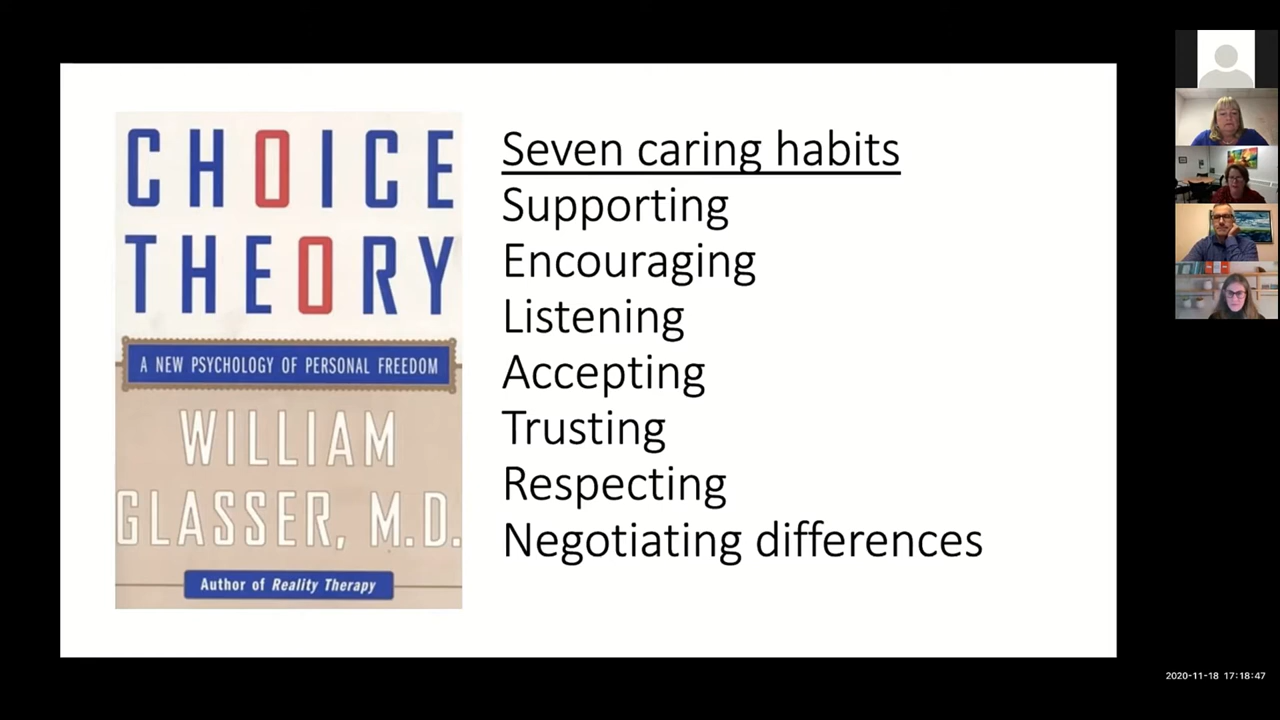 CHOICE
THEORY
A NEW PSYCHOLOGY OF PERSONAL FREEDOM
WILLIAM
GLASSER, M.D.
Author of Reality Therapy
Seven caring habits
Supporting
Encouraging
Listening
Accepting
Trusting
Respecting
Negotiating differences
2020-11-18 17:18:47